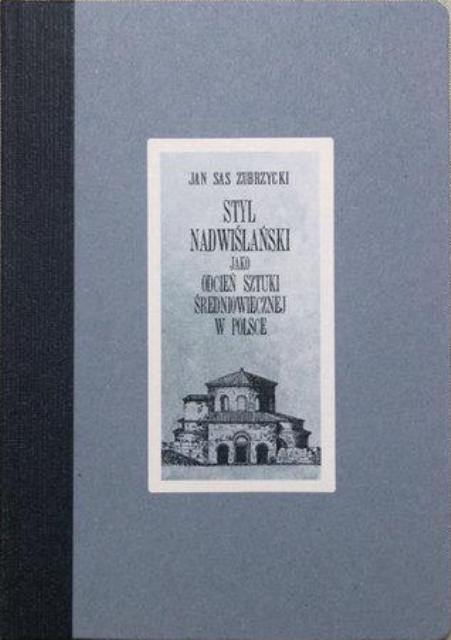 JAN SAS ZUBRZYCKI
STYL
NADWIŚLAŃSKI
JAKO
ODCIEŃ SZTUKI
ŚREDNIOWIECZNEJ
W POLSCE